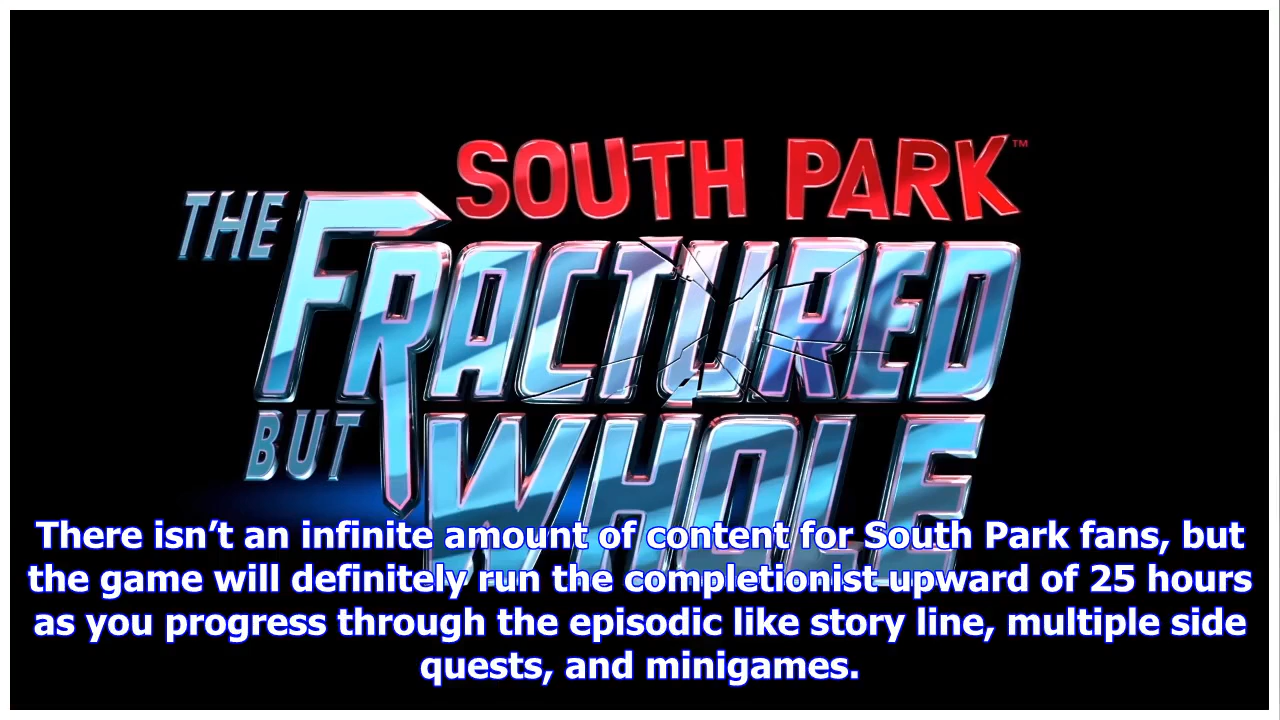 SOUTH PARK™
THE FRACTURED
BUT WHOLE
There isn’t an infinite amount of content for South Park fans, but
the game will definitely run the completionist upward of 25 hours
as you progress through the episodic like story line, multiple side
quests, and minigames.